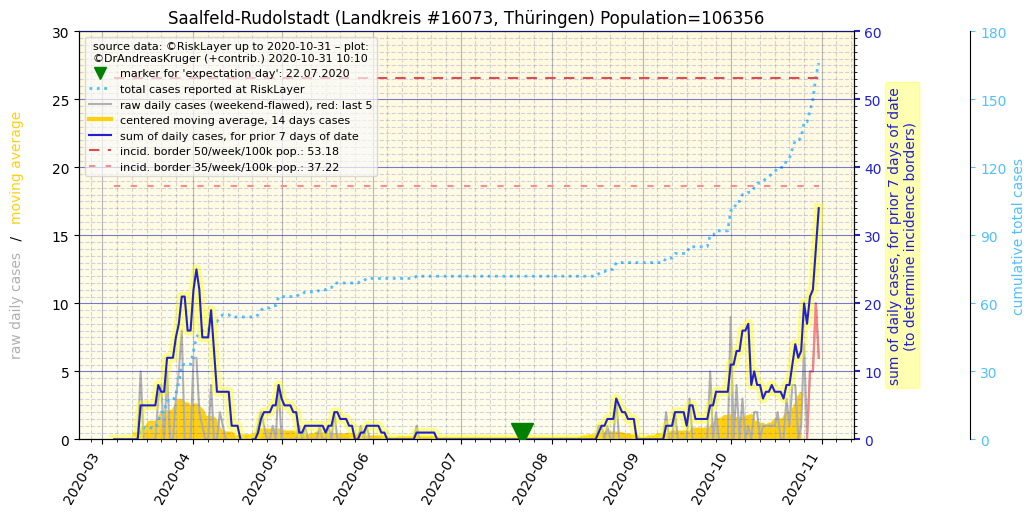 Saalfeld-Rudolstadt (Landkreis #16073, Thüringen) Population=106356
source data: ©RiskLayer up to 2020-10-31 – plot:
©DrAndreasKruger (+contrib.) 2020-10-31 10:10
marker for 'expectation day': 22.07.2020
total cases reported at RiskLayer
raw daily cases (weekend-flawed), red: last 5
centered moving average, 14 days cases
sum of daily cases, for prior 7 days of date
incid. border 50/week/100k pop.: 53.18
incid. border 35/week/100k pop.: 37.22
raw daily cases / moving average
30
25
20
15
10
5
0
2020-03
2020-04
2020-05
2020-06
2020-07
2020-08
2020-09
2020-10
2020-11
60
50
40
30
20
10
0
sum of daily cases, for prior 7 days of date
(to determine incidence borders)
180
150
120
90
60
30
0
cumulative total cases